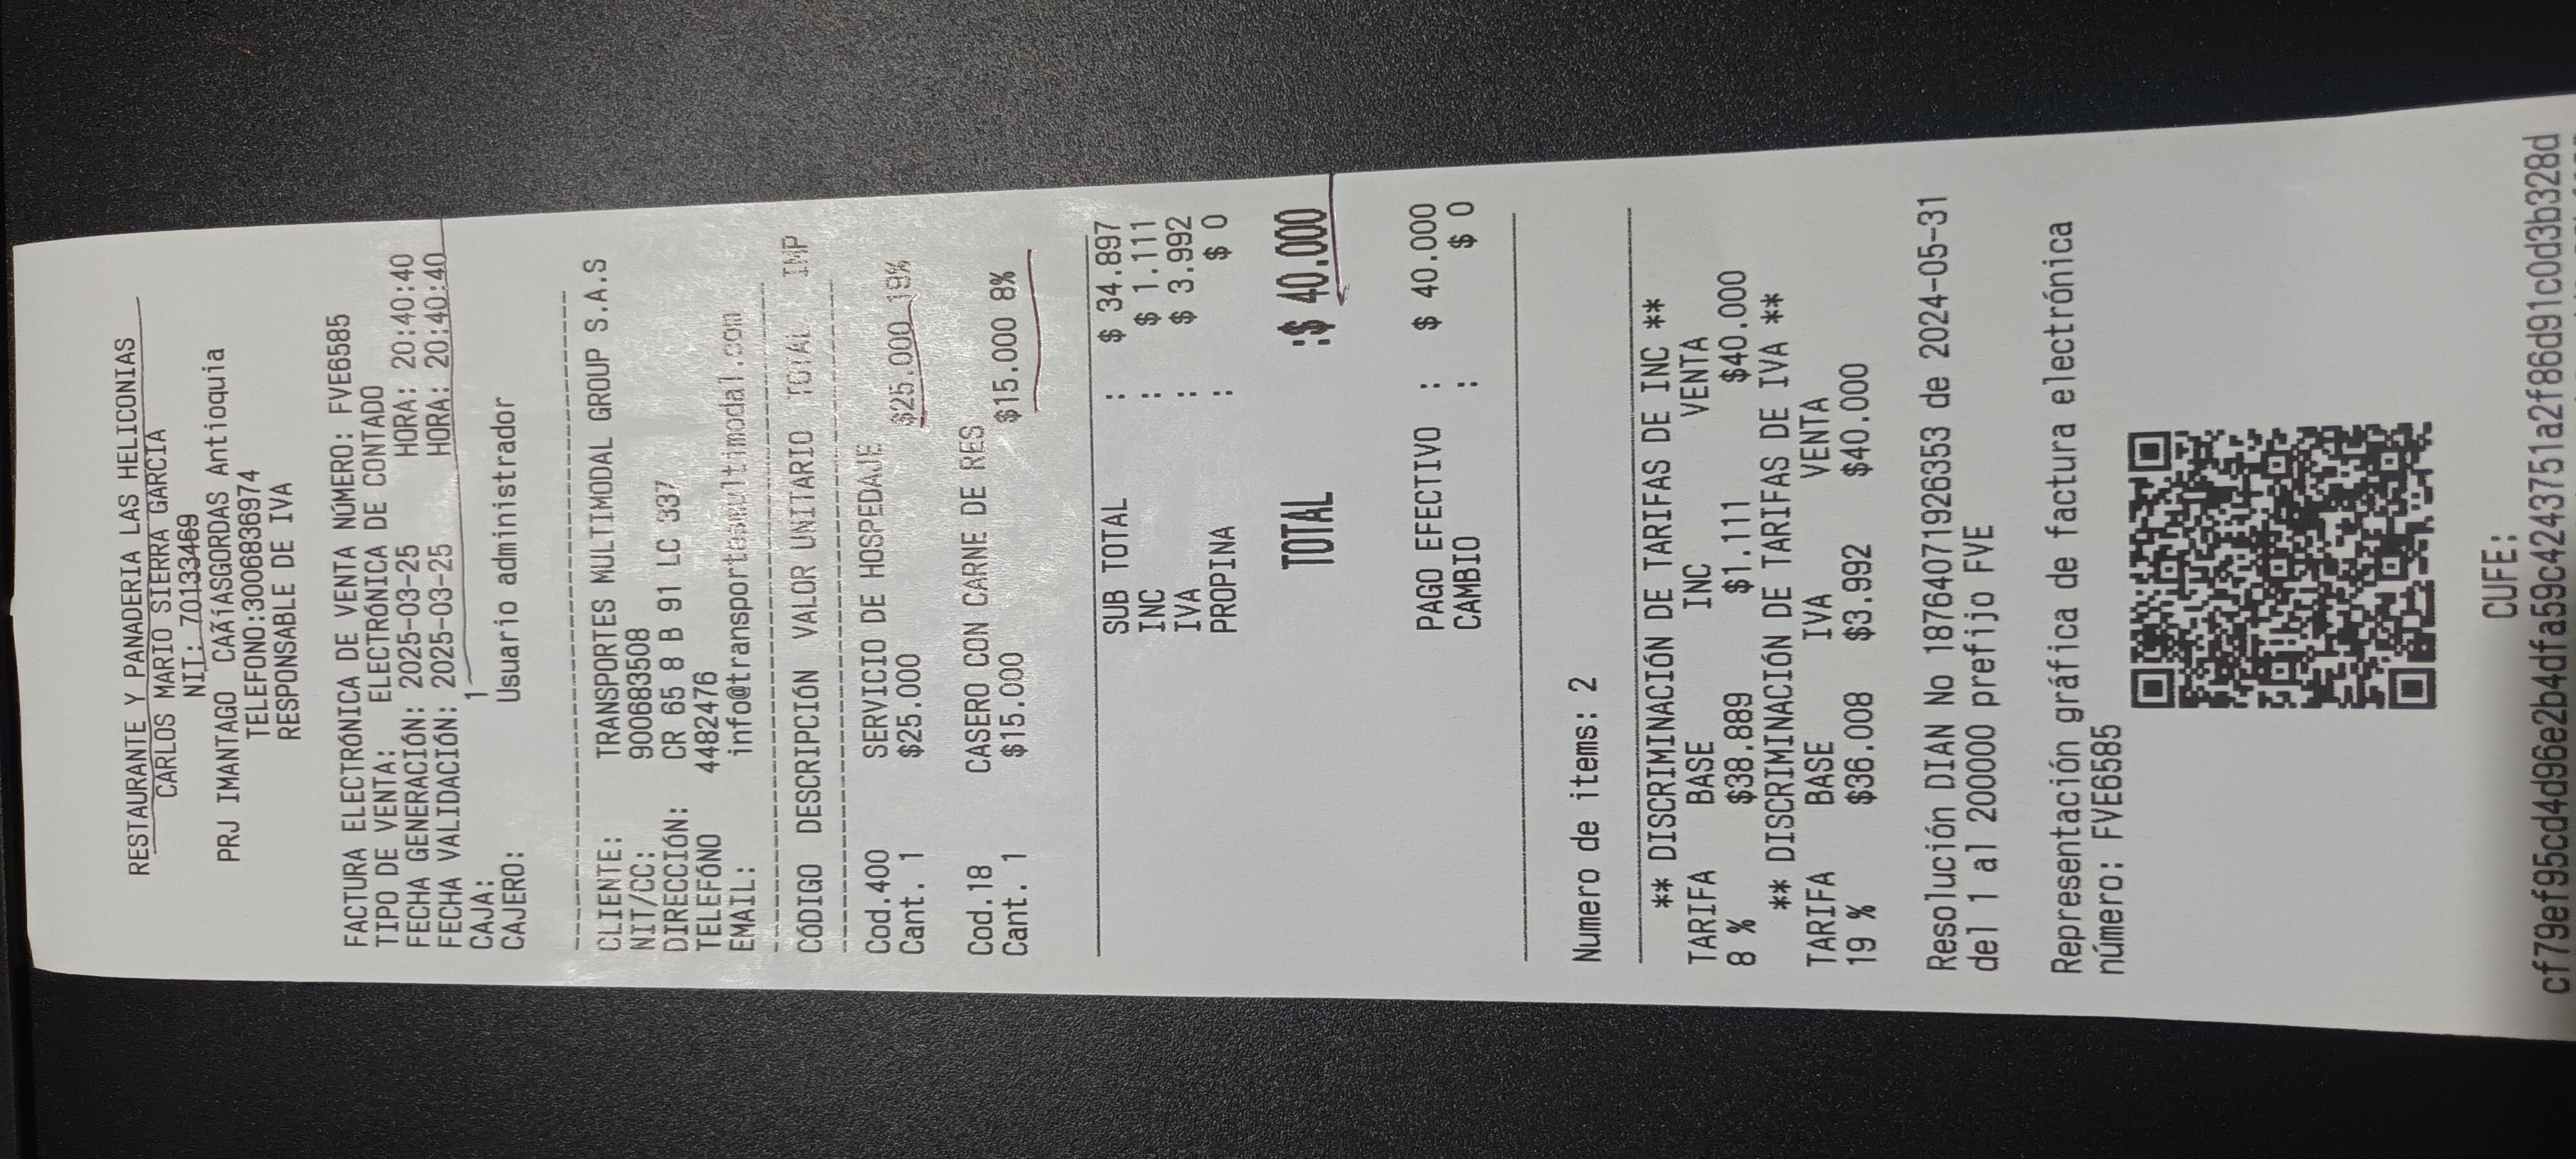 RESTAURANTE Y PANADERIA LAS HELICONIAS
CARLOS MARIO SIERRA GARCIA
NIT: 70133469
PRJ IMANTAGO CAÃÍASGORDAS Antioquia
TELEFONO:3006836974
RESPONSABLE DE IVA
FACTURA ELECTRÓNICA DE VENTA NÚMERO: FVE6585
TIPO DE VENTA: ELECTRÓNICA DE CONTADO
FECHA GENERACIÓN: 2025-03-25 HORA: 20:40:40
FECHA VALIDACIÓN: 2025-03-25 HORA: 20:40:40
CAJA: 1
CAJERO: Usuario administrador
CLIENTE: TRANSPORTES MULTIMODAL GROUP S.A.S
NIT/CC: 900683508
DIRECCIÓN: CR 65 8 B 91 LC 337
TELEFÓNO 4482476
EMAIL: info@transportesmultimodal.com
CÓDIGO DESCRIPCIÓN VALOR UNITARIO TOTAL IMP
Cod.400 SERVICIO DE HOSPEDAJE
Cant. 1 $25.000 $25.000 19%
Cod.18 CASERO CON CARNE DE RES
Cant. 1 $15.000 $15.000 8%
SUB TOTAL : $ 34.897
INC : $ 1.111
IVA : $ 3.992
PROPINA : $ 0
TOTAL :$ 40.000
PAGO EFECTIVO : $ 40.000
CAMBIO : $ 0
Numero de items: 2
** DISCRIMINACIÓN DE TARIFAS DE INC **
TARIFA BASE INC VENTA
8 % $38.889 $1.111 $40.000
** DISCRIMINACIÓN DE TARIFAS DE IVA **
TARIFA BASE IVA VENTA
19 % $36.008 $3.992 $40.000
Resolución DIAN No 18764071926353 de 2024-05-31
del 1 al 200000 prefijo FVE
Representación gráfica de factura electrónica
número: FVE6585
CUFE:
cf79ef95cd4d96e2b4dfa59c4243751a2f86d91c0d3b328d